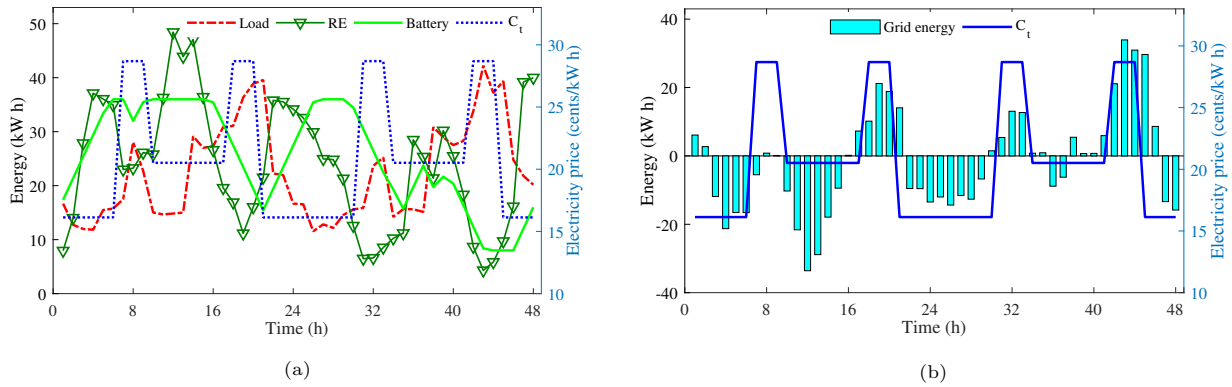 Load RE Battery C_t
Energy (kW h)
50
40
30
20
10
0
30
25
20
15
10
Electricity price (cents/kW h)
0 8 16 24 32 40 48
Time (h)
(a)
Grid energy C_t
Energy (kW h)
40
20
0
-20
-40
30
25
20
15
10
Electricity price (cents/kW h)
0 8 16 24 32 40 48
Time (h)
(b)